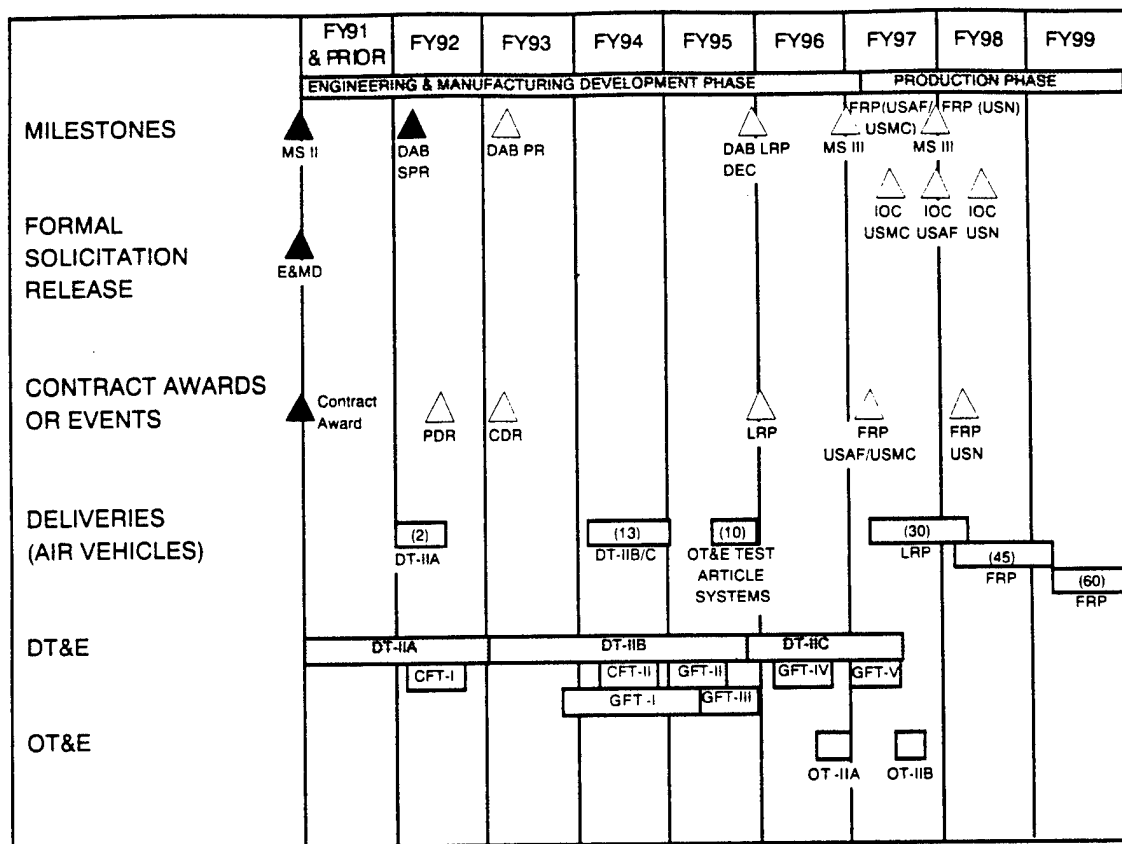 FY91
& PRIOR
FY92
FY93
FY94
FY95
FY96
FY97
FY98
FY99
ENGINEERING & MANUFACTURING DEVELOPMENT PHASE
PRODUCTION PHASE
MILESTONES
MS II
DAB
SPR
DAB PR
DAB LRP
DEC
MS III
FRP(USAF/
USMC)
FRP (USN)
MS III
IOC
USMC
IOC
USAF
IOC
USN
FORMAL
SOLICITATION
RELEASE
E&MD
CONTRACT AWARDS
OR EVENTS
Contract
Award
PDR
CDR
LRP
FRP
USAF/USMC
FRP
USN
DELIVERIES
(AIR VEHICLES)
(2)
DT-IIA
(13)
DT-IIB/C
(10)
OT&E TEST
ARTICLE
SYSTEMS
(30)
LRP
(45)
FRP
(60)
FRP
DT&E
DT-IIA
DT-IIB
DT-IIC
CFT-I
CFT-II
GFT-II
GFT-IV
GFT-V
GFT -I
GFT-III
OT&E
OT -IIA
OT-IIB